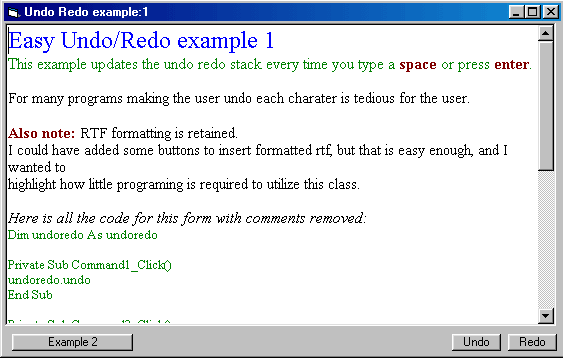 Undo Redo example:1
Easy Undo/Redo example 1
This example updates the undo redo stack every time you type a space or press enter.
For many programs making the user undo each charater is tedious for the user.
Also note: RTF formatting is retained.
I could have added some buttons to insert formatted rtf, but that is easy enough, and I
wanted to
highlight how little programing is required to utilize this class.
Here is all the code for this form with comments removed:
Dim undoredo As undoredo
Private Sub Command1_Click()
undoredo.undo
End Sub
Private Sub Command2_Click()
Example 2
Undo
Redo